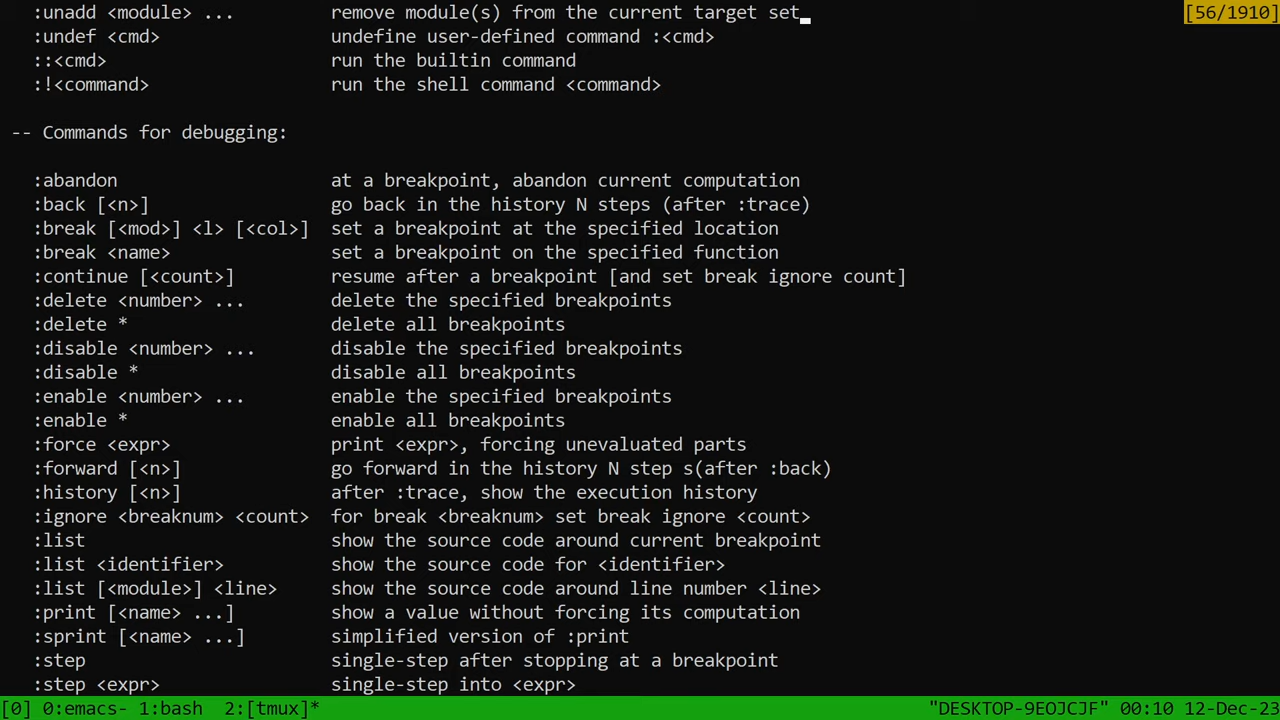 :unadd <module> ... remove module(s) from the current target set [56/1910]
:undef <cmd> undefine user-defined command :<cmd>
::<cmd> run the builtin command
:!<command> run the shell command <command>
-- Commands for debugging:
:abandon at a breakpoint, abandon current computation
:back [<n>] go back in the history N steps (after :trace)
:break [<mod>] <l> [<col>] set a breakpoint at the specified location
:break <name> set a breakpoint on the specified function
:continue [<count>] resume after a breakpoint [and set break ignore count]
:delete <number> ... delete the specified breakpoints
:delete * delete all breakpoints
:disable <number> ... disable the specified breakpoints
:disable * disable all breakpoints
:enable <number> ... enable the specified breakpoints
:enable * enable all breakpoints
:force <expr> print <expr>, forcing unevaluated parts
:forward [<n>] go forward in the history N step s(after :back)
:history [<n>] after :trace, show the execution history
:ignore <breaknum> <count> for break <breaknum> set break ignore <count>
:list show the source code around current breakpoint
:list <identifier> show the source code for <identifier>
:list [<module>] <line> show the source code around line number <line>
:print [<name> ...] show a value without forcing its computation
:sprint [<name> ...] simplified version of :print
:step single-step after stopping at a breakpoint
:step <expr> single-step into <expr>
[0] 0:emacs- 1:bash 2:[tmux]* "DESKTOP-9EOJCJF" 00:10 12-Dec-23